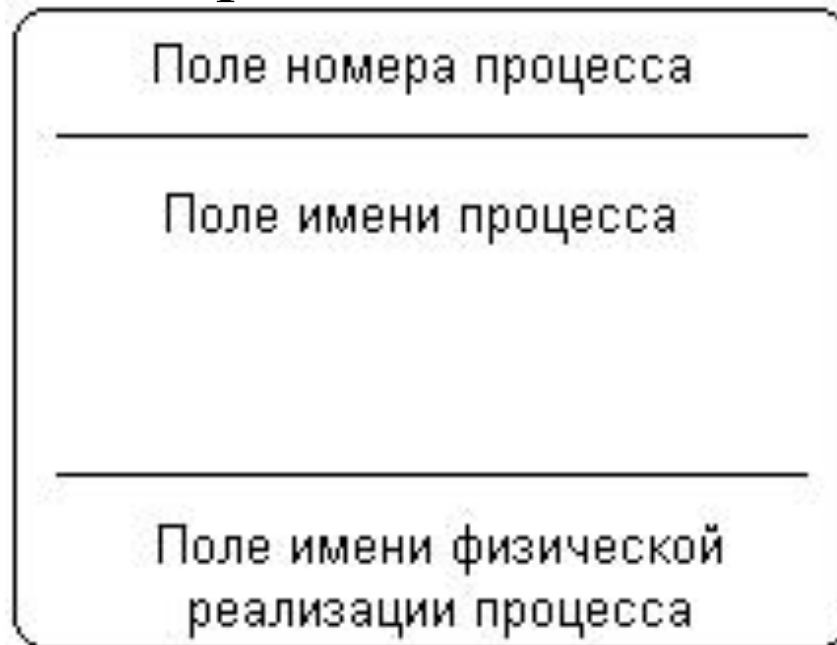 Поле номера процесса
Поле имени процесса
Поле имени физической
реализации процесса